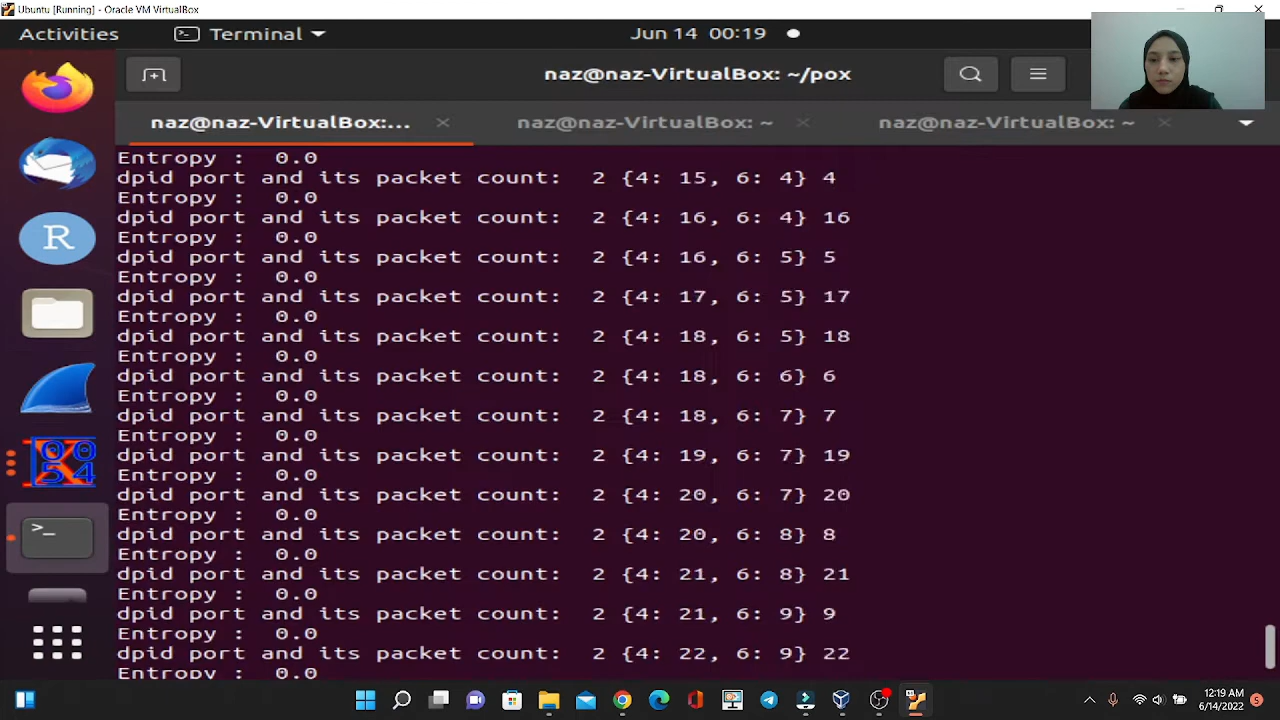 Ubuntu [Running] - Oracle VM VirtualBox
Activities
Terminal
Jun 14 00:19
naz@naz-VirtualBox: ~/pox
naz@naz-VirtualBox:...
naz@naz-VirtualBox: ~
naz@naz-VirtualBox: ~
Entropy : 0.0
dpid port and its packet count: 2 {4: 15, 6: 4} 4
Entropy : 0.0
dpid port and its packet count: 2 {4: 16, 6: 4} 16
Entropy : 0.0
dpid port and its packet count: 2 {4: 16, 6: 5} 5
Entropy : 0.0
dpid port and its packet count: 2 {4: 17, 6: 5} 17
Entropy : 0.0
dpid port and its packet count: 2 {4: 18, 6: 5} 18
Entropy : 0.0
dpid port and its packet count: 2 {4: 18, 6: 6} 6
Entropy : 0.0
dpid port and its packet count: 2 {4: 18, 6: 7} 7
Entropy : 0.0
dpid port and its packet count: 2 {4: 19, 6: 7} 19
Entropy : 0.0
dpid port and its packet count: 2 {4: 20, 6: 7} 20
Entropy : 0.0
dpid port and its packet count: 2 {4: 20, 6: 8} 8
Entropy : 0.0
dpid port and its packet count: 2 {4: 21, 6: 8} 21
Entropy : 0.0
dpid port and its packet count: 2 {4: 21, 6: 9} 9
Entropy : 0.0
dpid port and its packet count: 2 {4: 22, 6: 9} 22
Entropy : 0.0
R
00
54
>_
12:19 AM
6/14/2022
5